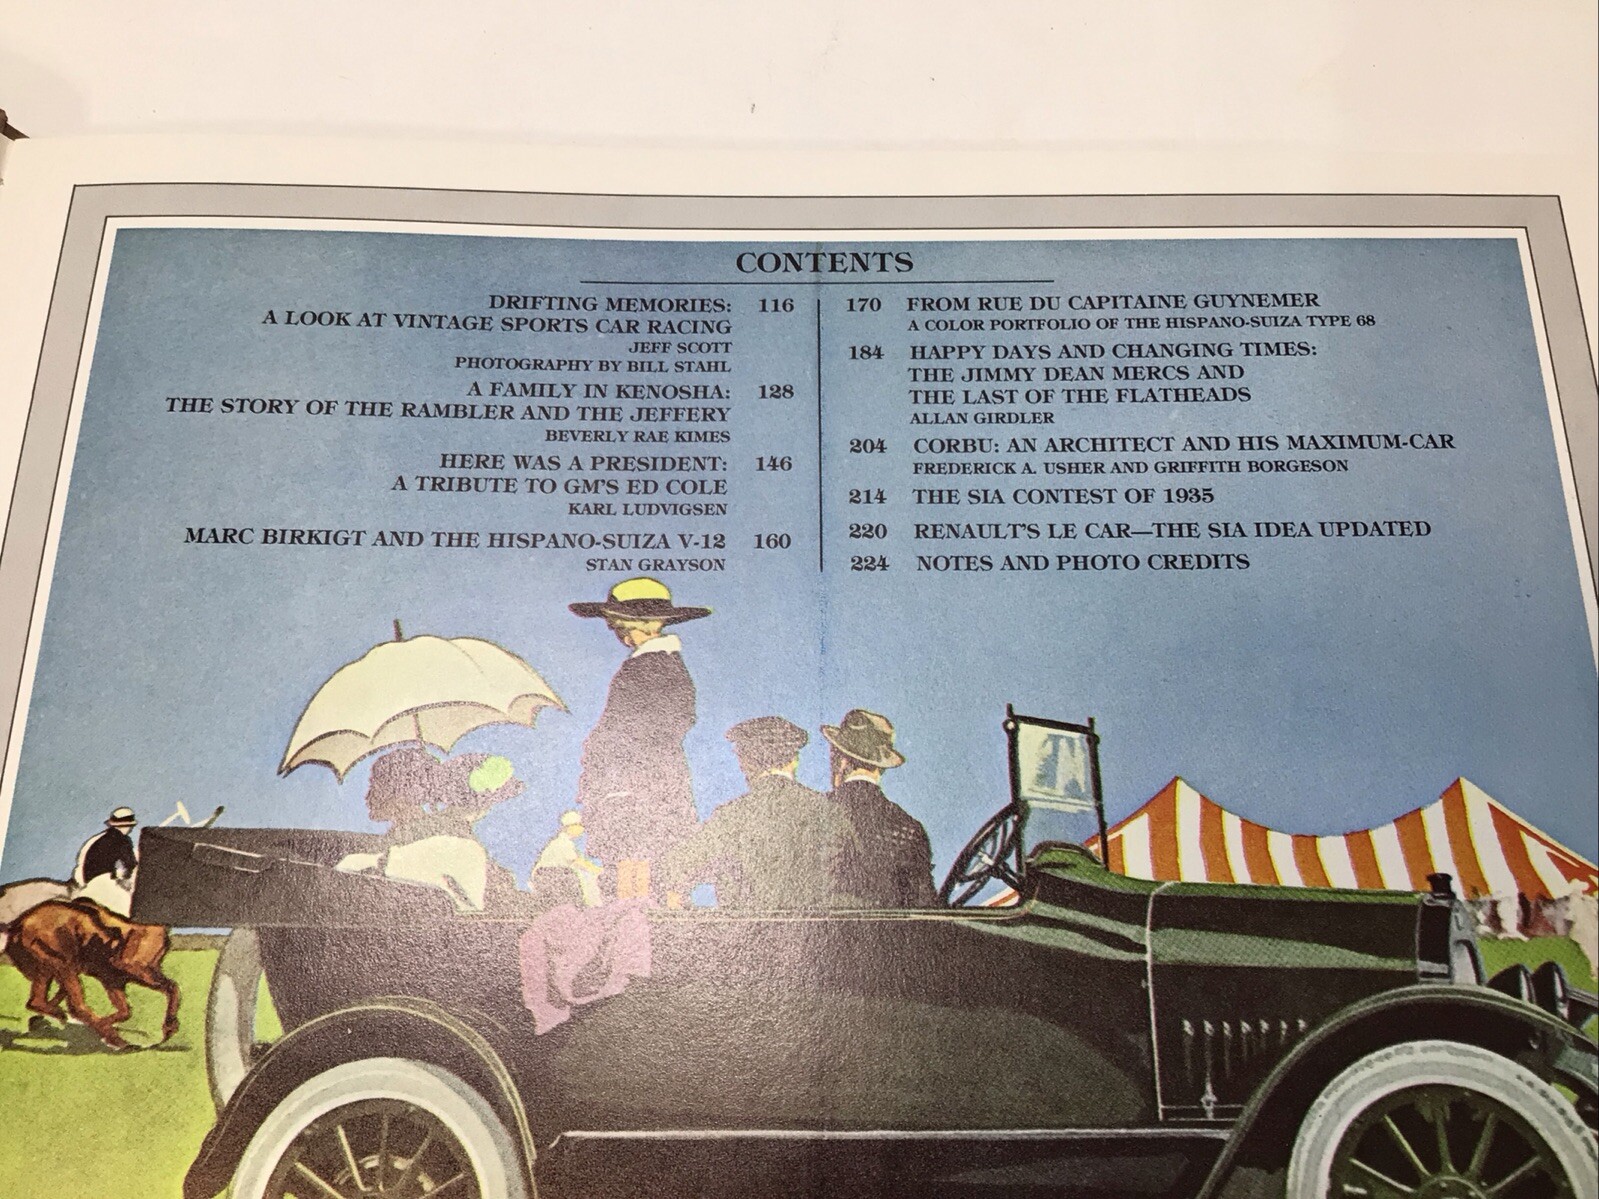 CONTENTS
DRIFTING MEMORIES: 116
A LOOK AT VINTAGE SPORTS CAR RACING
JEFF SCOTT
PHOTOGRAPHY BY BILL STAHL
A FAMILY IN KENOSHA: 128
THE STORY OF THE RAMBLER AND THE JEFFERY
BEVERLY RAE KIMES
HERE WAS A PRESIDENT: 146
A TRIBUTE TO GM'S ED COLE
KARL LUDVIGSEN
MARC BIRKIGT AND THE HISPANO-SUIZA V-12 160
STAN GRAYSON
170 FROM RUE DU CAPITAINE GUYNEMER
A COLOR PORTFOLIO OF THE HISPANO-SUIZA TYPE 68
184 HAPPY DAYS AND CHANGING TIMES:
THE JIMMY DEAN MERCS AND
THE LAST OF THE FLATHEADS
ALLAN GIRDLER
204 CORBU: AN ARCHITECT AND HIS MAXIMUM-CAR
FREDERICK A. USHER AND GRIFFITH BORGESON
214 THE SIA CONTEST OF 1935
220 RENAULT'S LE CAR—THE SIA IDEA UPDATED
224 NOTES AND PHOTO CREDITS